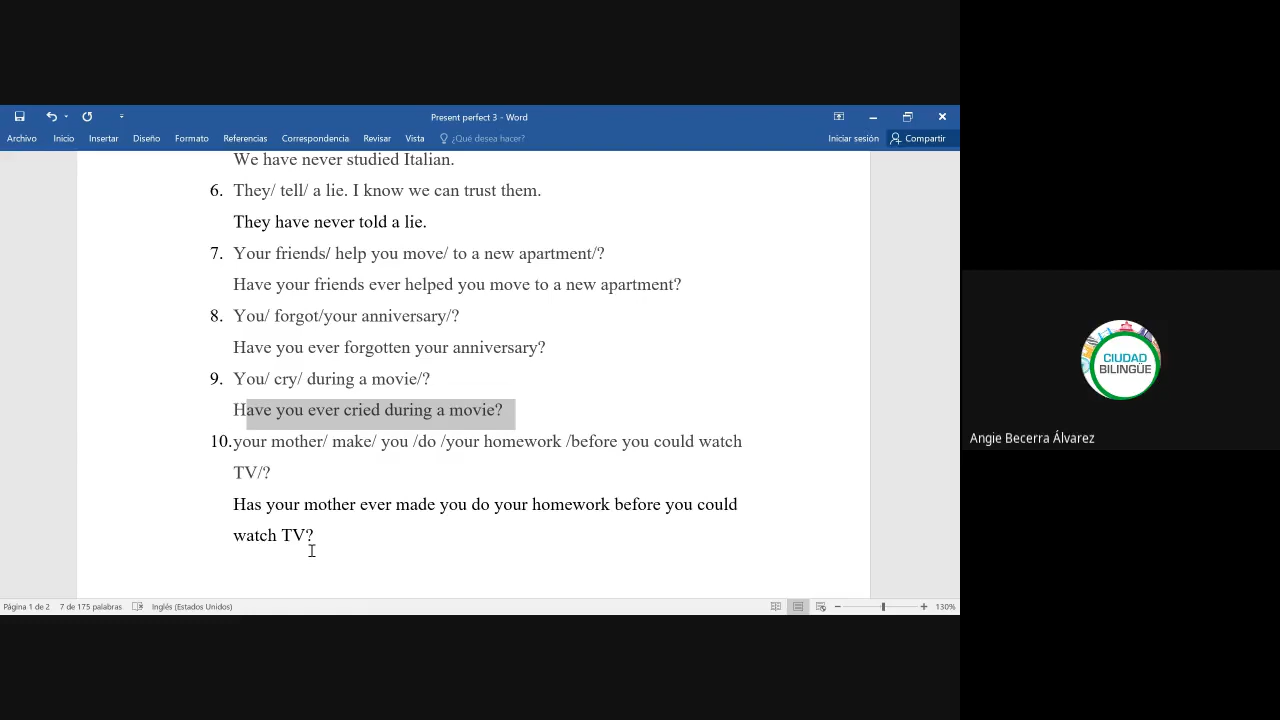 Present perfect 3 - Word
Archivo Inicio Insertar Diseño Formato Referencias Correspondencia Revisar Vista ¿Qué desea hacer? Iniciar sesión Compartir
We have never studied Italian.
6. They/ tell/ a lie. I know we can trust them.
They have never told a lie.
7. Your friends/ help you move/ to a new apartment/?
Have your friends ever helped you move to a new apartment?
8. You/ forgot/your anniversary/?
Have you ever forgotten your anniversary?
9. You/ cry/ during a movie/?
Have you ever cried during a movie?
10. your mother/ make/ you /do /your homework /before you could watch
TV/?
Has your mother ever made you do your homework before you could
watch TV?
Página 1 de 2 7 de 175 palabras Inglés (Estados Unidos) 130%
CIUDAD
BILINGÜE
Angie Becerra Álvarez